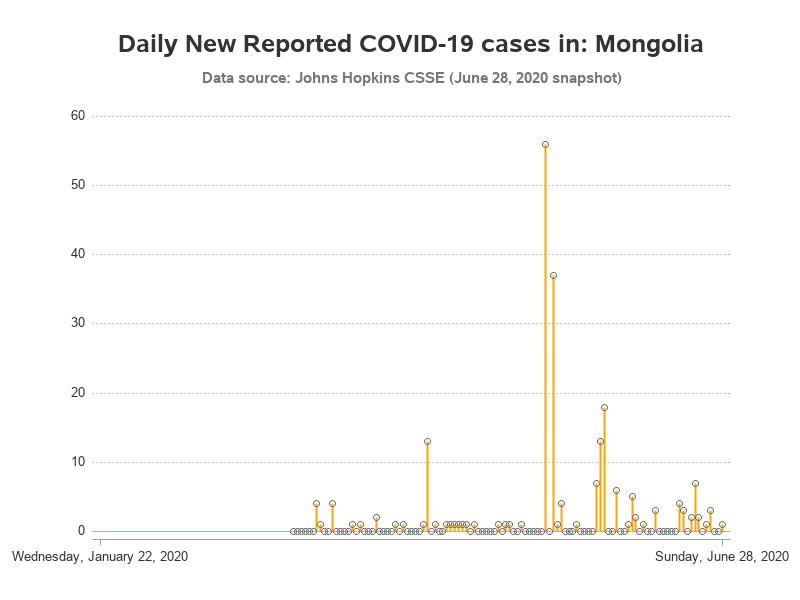 Daily New Reported COVID-19 cases in: Mongolia
Data source: Johns Hopkins CSSE (June 28, 2020 snapshot)
60
50
40
30
20
10
0
Wednesday, January 22, 2020
Sunday, June 28, 2020